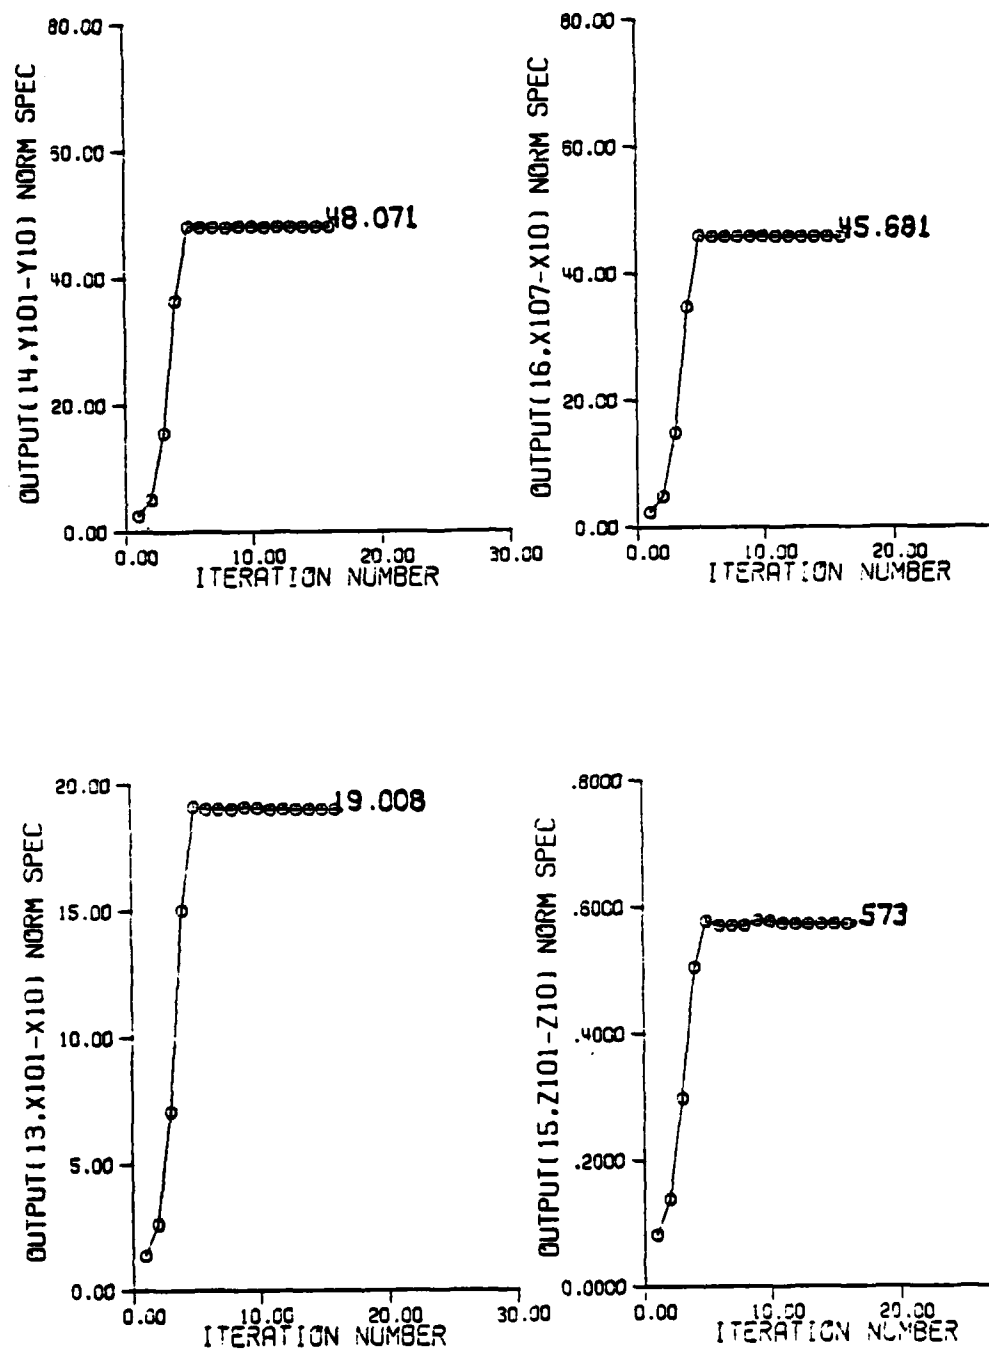 OUTPUT(14.Y101-Y10) NORM SPEC
80.00
60.00
40.00
20.00
0.00
48.071
0.00 10.00 20.00 30.00
ITERATION NUMBER
OUTPUT(16.X107-X10) NORM SPEC
80.00
60.00
40.00
20.00
0.00
45.681
0.00 10.00 20.00
ITERATION NUMBER
OUTPUT(13.X101-X10) NORM SPEC
20.00
15.00
10.00
5.00
0.00
19.008
0.00 10.00 20.00 30.00
ITERATION NUMBER
OUTPUT(15.Z101-Z10) NORM SPEC
.8000
.6000
.4000
.2000
0.0000
.573
0.00 10.00 20.00
ITERATION NUMBER